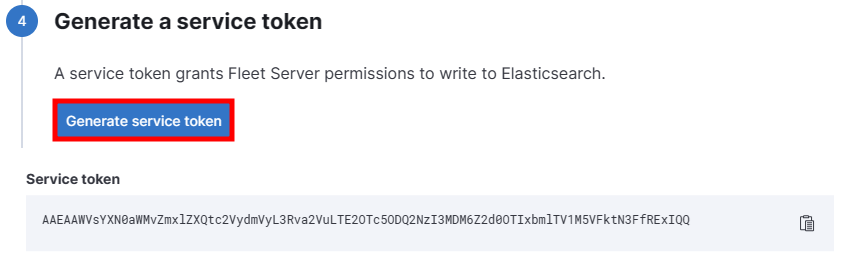 4
Generate a service token
A service token grants Fleet Server permissions to write to Elasticsearch.
Generate service token
Service token
AAEAAWVsYXN0aWMvZmxlZXQtc2VydmVyL3Rva2VuLTE2OTc5ODQ2NzI3MDM6Z2d0OTIxbmlTV1M5VFktN3FfRExIQQ